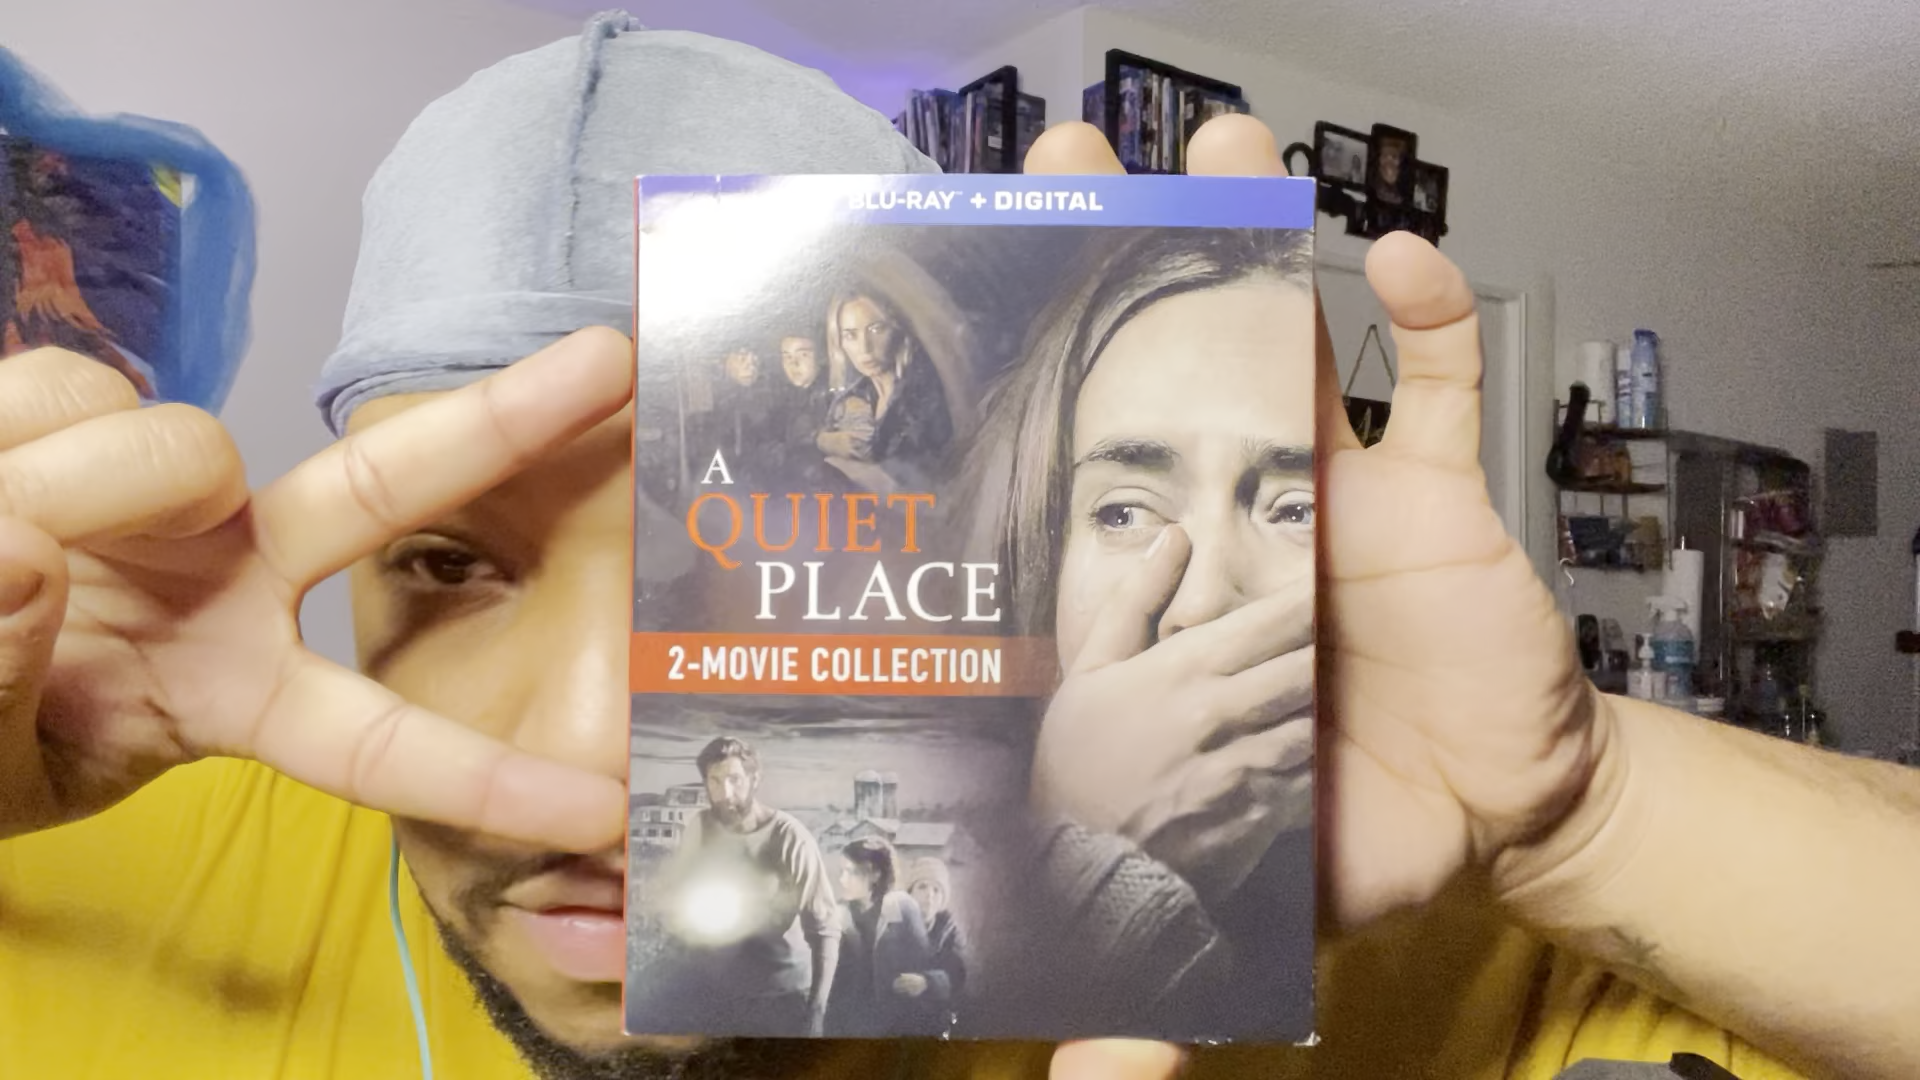 BLU-RAY™ + DIGITAL
A
QUIET
PLACE
2-MOVIE COLLECTION